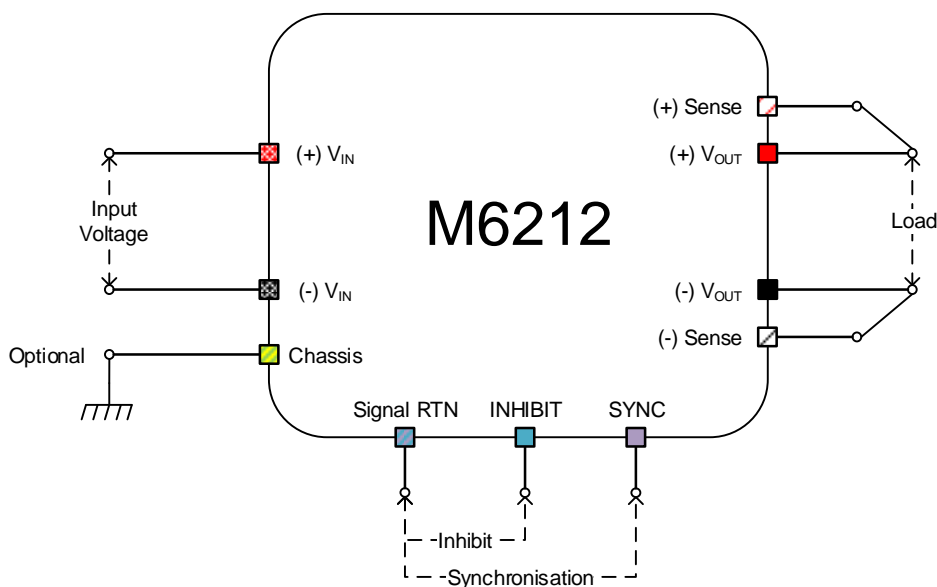 (+) Sense
(+) VIN
(+) VOUT
Input
Voltage
M6212
Load
(-) VIN
(-) VOUT
(-) Sense
Optional
Chassis
Signal RTN
INHIBIT
SYNC
Inhibit
Synchronisation